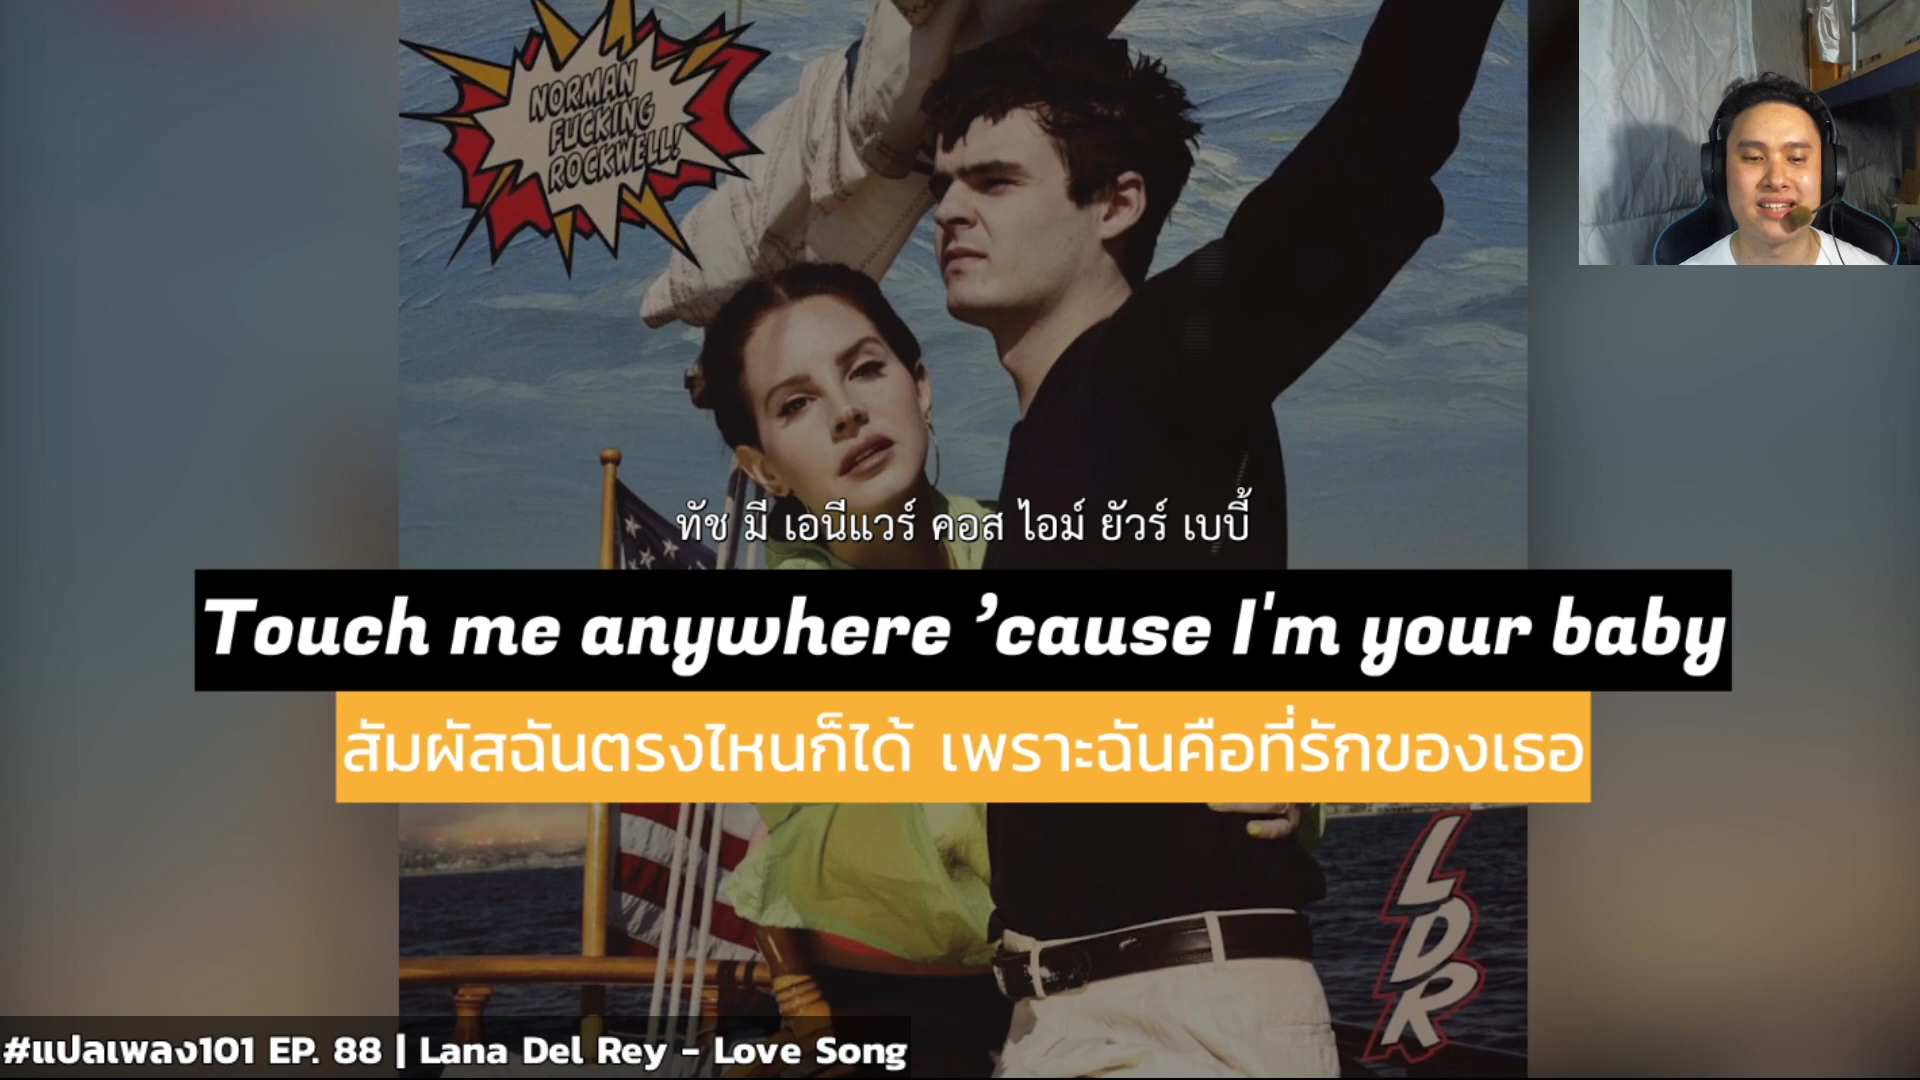 NORMAN
FUCKING
ROCKWELL!
ทัช มี เอนีแวร์ คอส ไอม์ ยัวร์ เบบี้
Touch me anywhere ’cause I'm your baby
สัมผัสฉันตรงไหนก็ได้ เพราะฉันคือที่รักของเธอ
LDR
#แปลเพลง101 EP. 88 | Lana Del Rey - Love Song